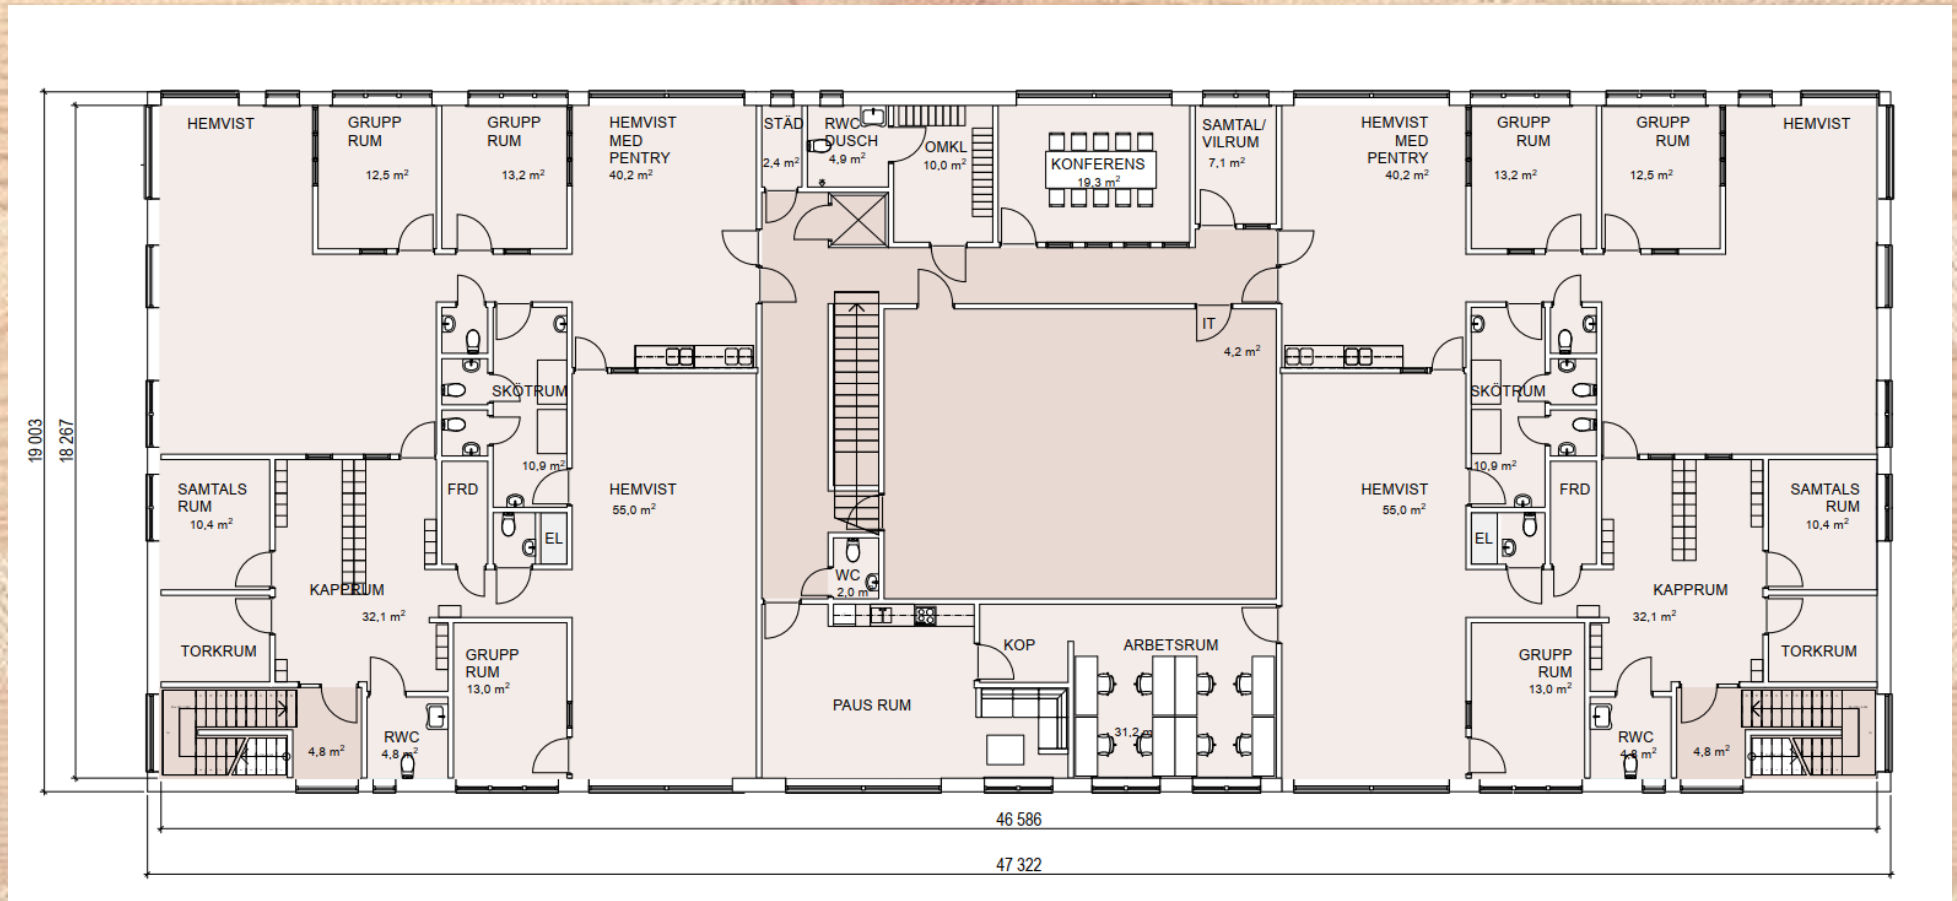 HEMVIST
GRUPP
RUM
12,5 m²
GRUPP
RUM
13,2 m²
HEMVIST
MED
PENTRY
40,2 m²
STÄD
2,4 m²
RWC
DUSCH
4,9 m²
OMKL
10,0 m²
KONFERENS
19,3 m²
SAMTAL/
VILRUM
7,1 m²
HEMVIST
MED
PENTRY
40,2 m²
GRUPP
RUM
13,2 m²
GRUPP
RUM
12,5 m²
HEMVIST
IT
4,2 m²
SKÖTRUM
10,9 m²
SKÖTRUM
10,9 m²
19 003
18 267
SAMTALS
RUM
10,4 m²
FRD
EL
HEMVIST
55,0 m²
HEMVIST
55,0 m²
EL
FRD
SAMTALS
RUM
10,4 m²
KAPPRUM
32,1 m²
WC
2,0 m
KAPPRUM
32,1 m²
TORKRUM
GRUPP
RUM
13,0 m²
PAUS RUM
KOP
ARBETSRUM
31,2 m
GRUPP
RUM
13,0 m²
TORKRUM
4,8 m²
RWC
4,8 m²
RWC
4,8 m²
4,8 m²
46 586
47 322